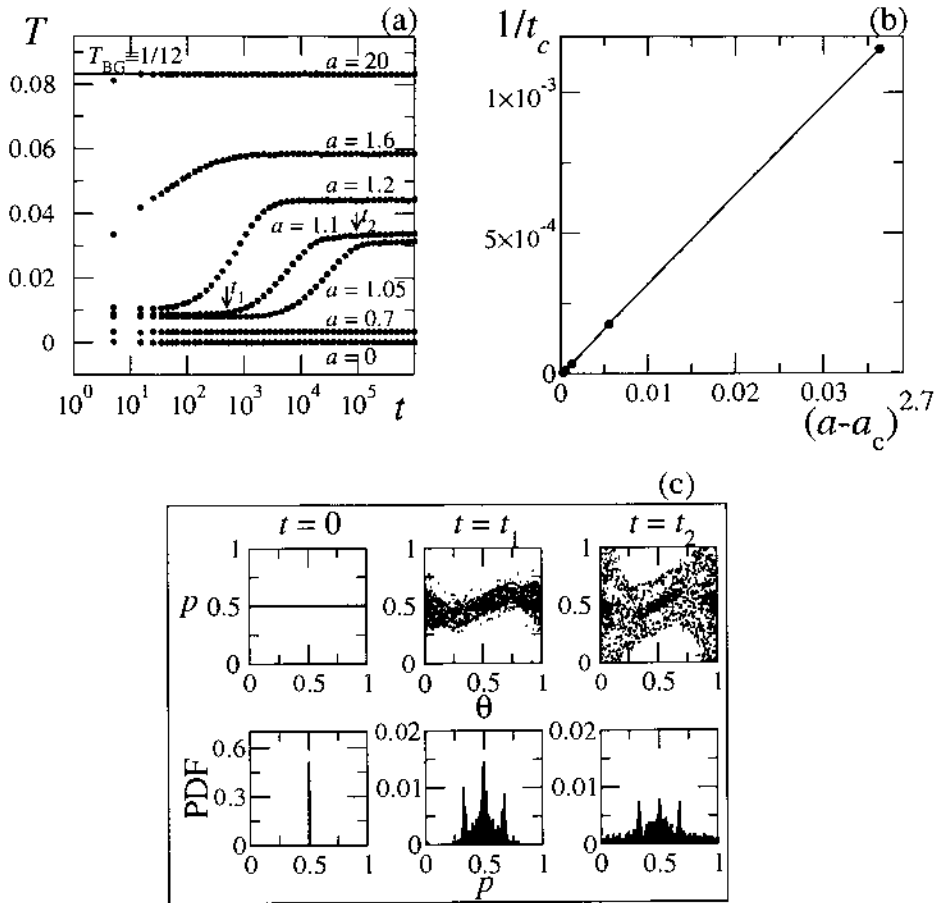 (a)
T
T_BG=1/12
0.08
0.06
0.04
0.02
0
a = 20
a = 1.6
a = 1.2
a = 1.1
t_2
t_1
a = 1.05
a = 0.7
a = 0
10^0 10^1 10^2 10^3 10^4 10^5 t
(b)
1/t_c
1×10^-3
5×10^-4
0
0 0.01 0.02 0.03
(a-a_c)^2.7
(c)
t = 0
t = t_1
t = t_2
p
1
0.5
0
0 0.5 1
1
0.5
0
0 0.5 1
1
0.5
0
0 0.5 1
θ
PDF
0.6
0.3
0
0 0.5 1
0.02
0.01
0
0 0.5 1
0.02
0.01
0
0 0.5 1
p